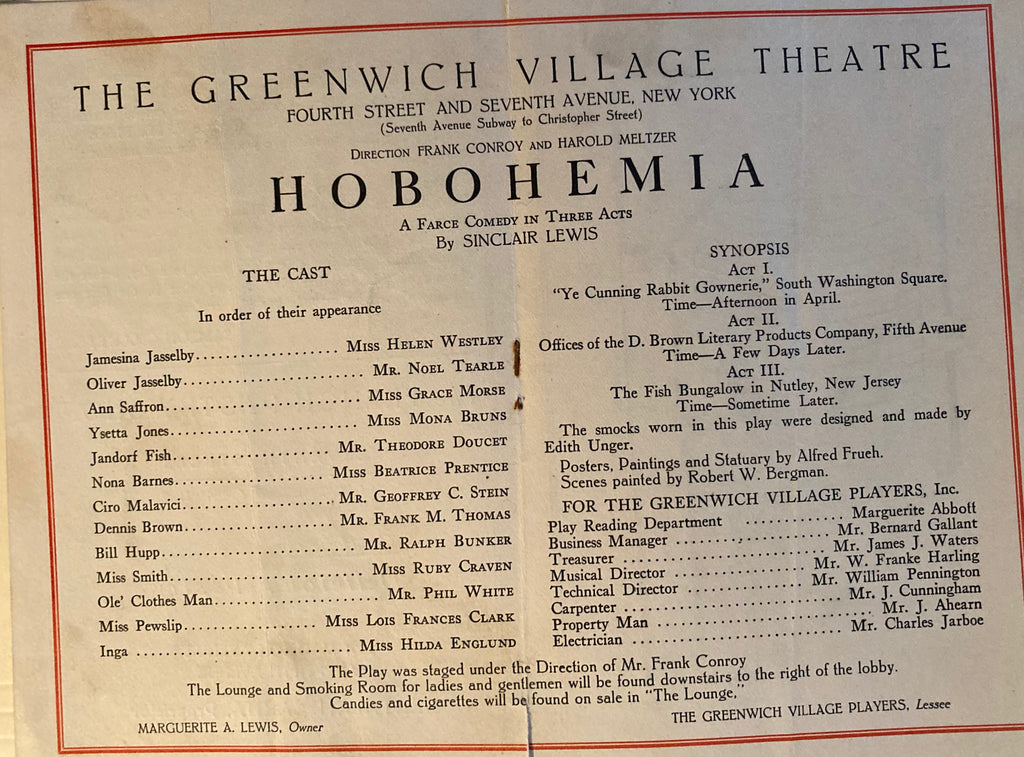 THE GREENWICH VILLAGE THEATRE
FOURTH STREET AND SEVENTH AVENUE, NEW YORK
(Seventh Avenue Subway to Christopher Street)
DIRECTION FRANK CONROY AND HAROLD MELTZER
HOBOHEMIA
A FARCE COMEDY IN THREE ACTS
By SINCLAIR LEWIS
THE CAST
In order of their appearance
Jamesina Jasselby.................... MISS HELEN WESTLEY
Oliver Jasselby......................... MR. NOEL TEARLE
Ann Saffron........................... MISS GRACE MORSE
Ysetta Jones.......................... MISS MONA BRUNS
Jandorf Fish..................... MR. THEODORE DOUCET
Nona Barnes..................... MISS BEATRICE PRENTICE
Ciro Malavici..................... MR. GEOFFREY C. STEIN
Dennis Brown.................... MR. FRANK M. THOMAS
Bill Hupp......................... MR. RALPH BUNKER
Miss Smith........................ MISS RUBY CRAVEN
Ole' Clothes Man..................... MR. PHIL WHITE
Miss Pewslip.................. MISS LOIS FRANCES CLARK
Inga ............................ MISS HILDA ENGLUND
SYNOPSIS
ACT I.
"Ye Cunning Rabbit Gownerie," South Washington Square.
Time—Afternoon in April.
ACT II.
Offices of the D. Brown Literary Products Company, Fifth Avenue
Time—A Few Days Later.
ACT III.
The Fish Bungalow in Nutley, New Jersey
Time—Sometime Later.
The smocks worn in this play were designed and made by
Edith Unger.
Posters, Paintings and Statuary by Alfred Frueh.
Scenes painted by Robert W. Bergman.
FOR THE GREENWICH VILLAGE PLAYERS, Inc.
Play Reading Department ............. Marguerite Abbott
Business Manager .................... Mr. Bernard Gallant
Treasurer ........................... Mr. James J. Waters
Musical Director .................... Mr. W. Franke Harling
Technical Director .................. Mr. William Pennington
Carpenter ........................... Mr. J. Cunningham
Property Man ........................ Mr. J. Ahearn
Electrician ......................... Mr. Charles Jarboe
The Play was staged under the Direction of Mr. Frank Conroy
The Lounge and Smoking Room for ladies and gentlemen will be found downstairs to the right of the lobby.
Candies and cigarettes will be found on sale in "The Lounge."
MARGUERITE A. LEWIS, Owner
THE GREENWICH VILLAGE PLAYERS, Lessee